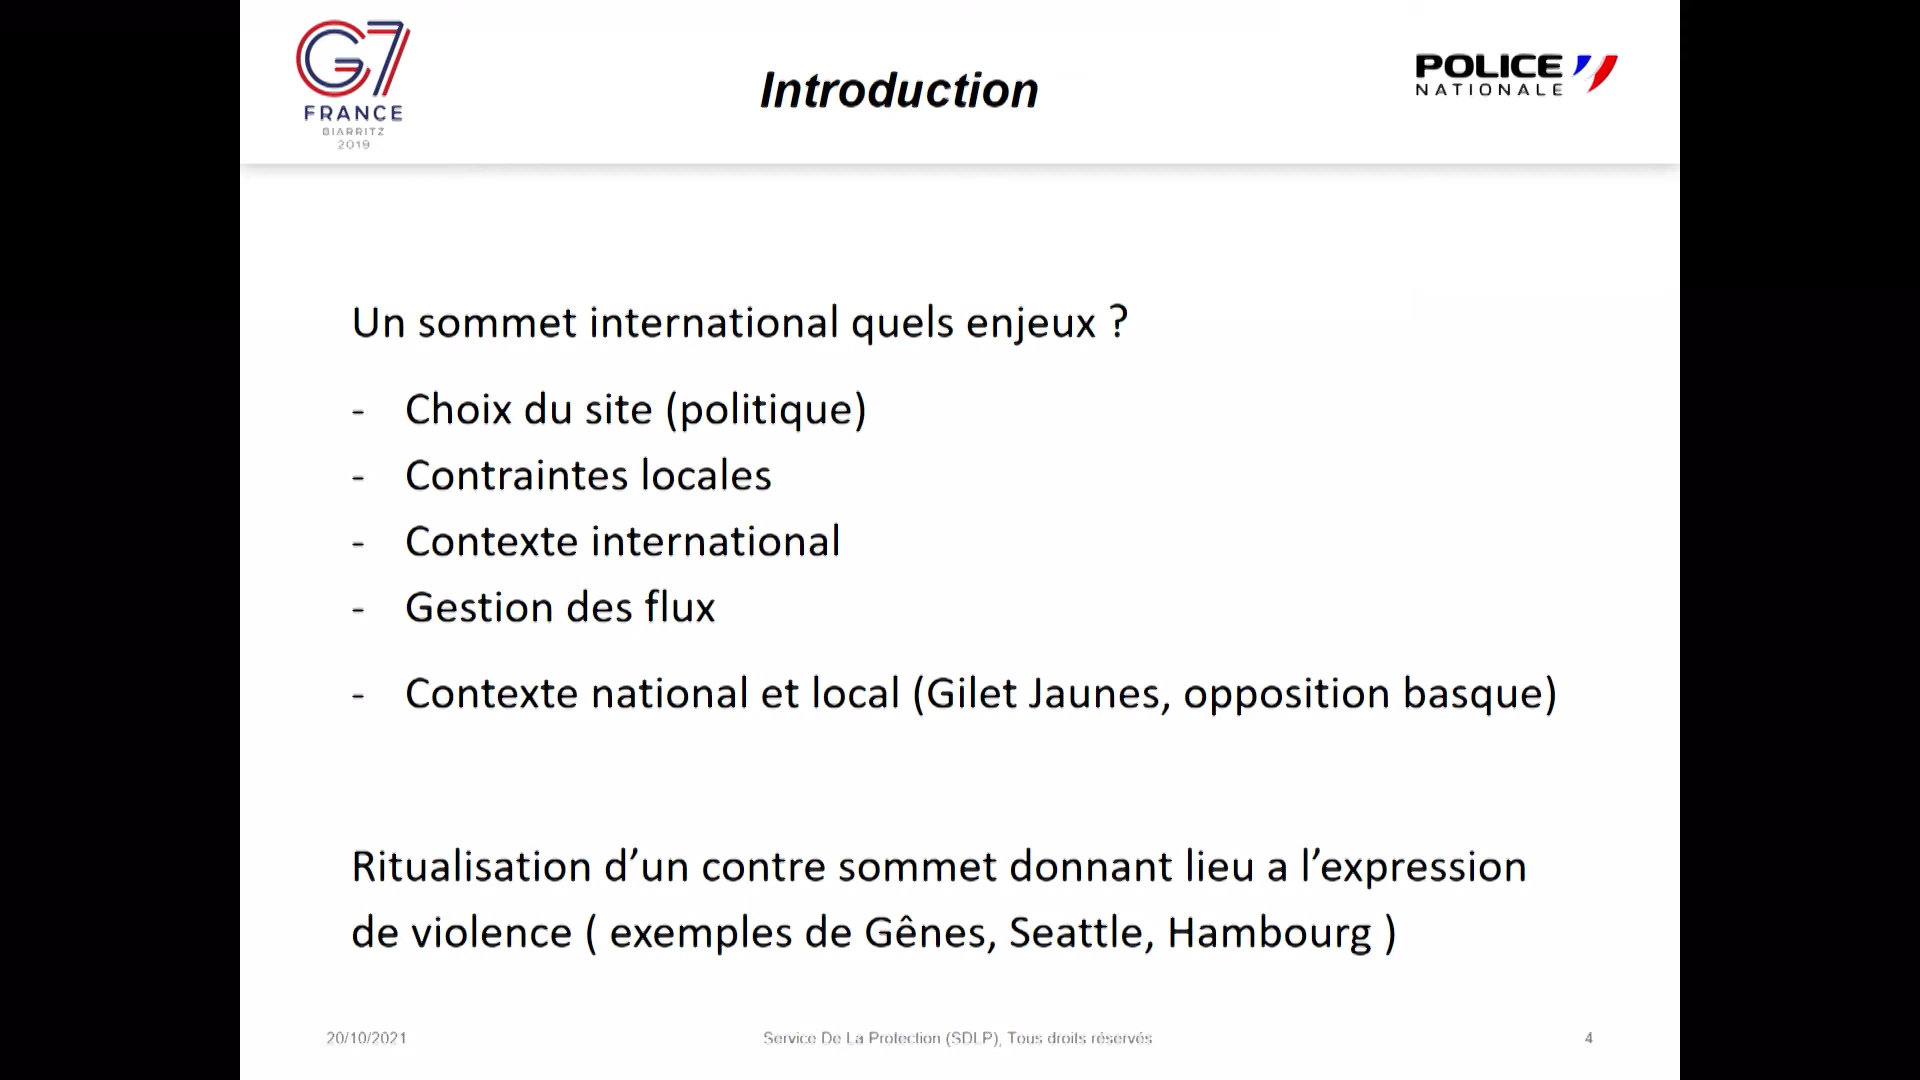 G7
FRANCE
BIARRITZ
2019
Introduction
POLICE
NATIONALE
Un sommet international quels enjeux ?
- Choix du site (politique)
- Contraintes locales
- Contexte international
- Gestion des flux
- Contexte national et local (Gilet Jaunes, opposition basque)
Ritualisation d’un contre sommet donnant lieu a l’expression
de violence ( exemples de Gênes, Seattle, Hambourg )
20/10/2021
Service De La Protection (SDLP), Tous droits réservés
4